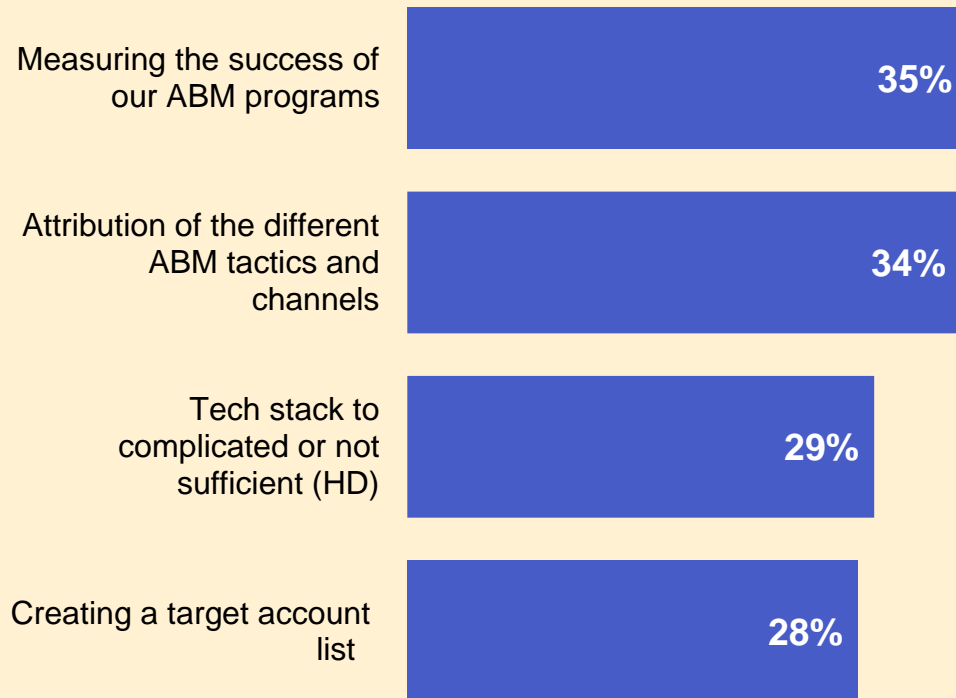 Measuring the success of
our ABM programs
35%
Attribution of the different
ABM tactics and
channels
34%
Tech stack to
complicated or not
sufficient (HD)
29%
Creating a target account
list
28%